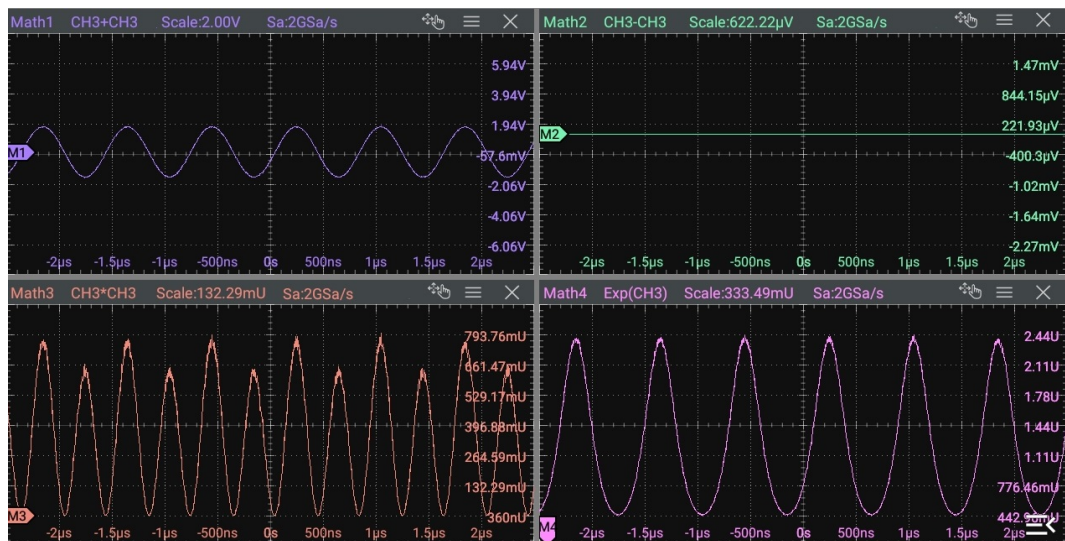 Math1 CH3+CH3 Scale:2.00V Sa:2GSa/s
5.94V
3.94V
1.94V
M1
-57.6mV
-2.06V
-4.06V
-6.06V
-2µs -1.5µs -1µs -500ns 0s 500ns 1µs 1.5µs 2µs
Math2 CH3-CH3 Scale:622.22µV Sa:2GSa/s
1.47mV
844.15µV
221.93µV
M2
-400.3µV
-1.02mV
-1.64mV
-2.27mV
-2µs -1.5µs -1µs -500ns 0s 500ns 1µs 1.5µs 2µs
Math3 CH3*CH3 Scale:132.29mU Sa:2GSa/s
793.76mU
661.47mU
529.17mU
396.88mU
264.59mU
132.29mU
M3
360nU
-2µs -1.5µs -1µs -500ns 0s 500ns 1µs 1.5µs 2µs
Math4 Exp(CH3) Scale:333.49mU Sa:2GSa/s
2.44U
2.11U
1.78U
1.44U
1.11U
776.46mU
M4
-2µs -1.5µs -1µs -500ns 0s 500ns 1µs 1.5µs 2µs